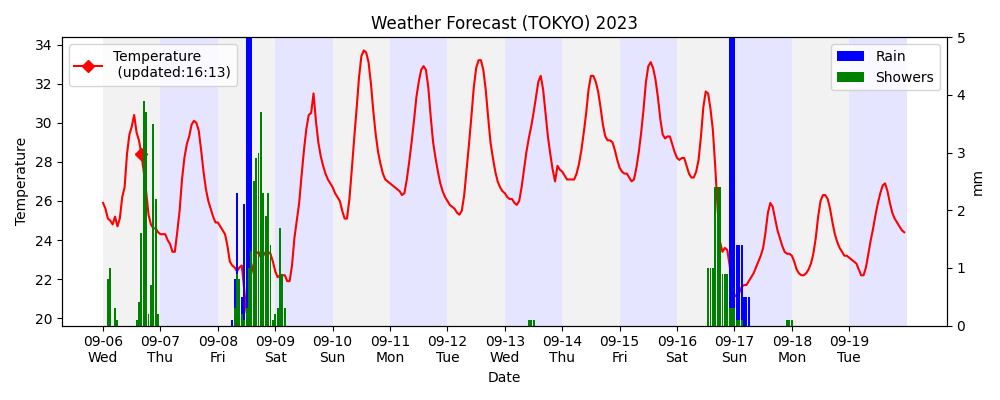 Weather Forecast (TOKYO) 2023
Temperature
(updated:16:13)
Rain
Showers
Temperature
34
32
30
28
26
24
22
20
5
4
3
2
1
0
mm
09-06 09-07 09-08 09-09 09-10 09-11 09-12 09-13 09-14 09-15 09-16 09-17 09-18 09-19
Wed Thu Fri Sat Sun Mon Tue Wed Thu Fri Sat Sun Mon Tue
Date